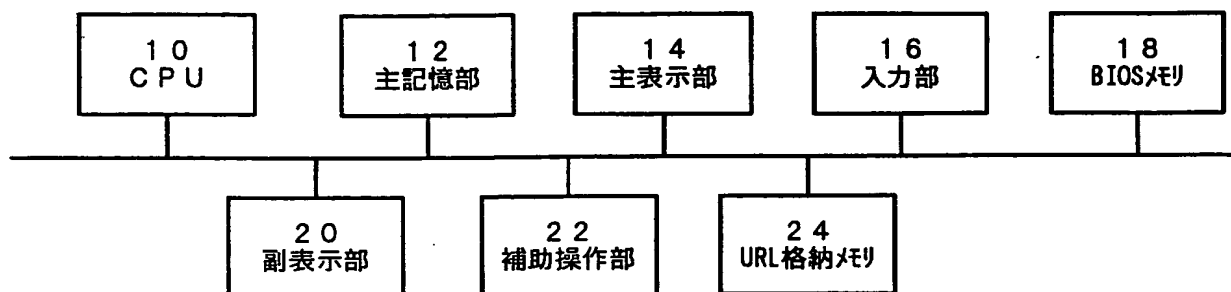 １０
ＣＰＵ
１２
主記憶部
１４
主表示部
１６
入力部
１８
BIOSﾒﾓﾘ
２０
副表示部
２２
補助操作部
２４
URL格納ﾒﾓﾘ